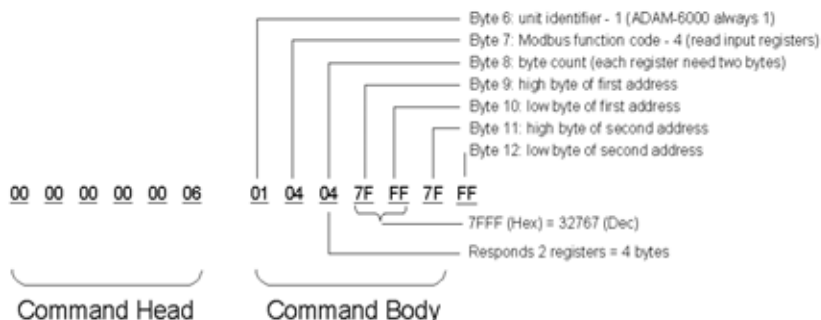 Byte 6: unit identifier - 1 (ADAM-6000 always 1)
Byte 7: Modbus function code - 4 (read input registers)
Byte 8: byte count (each register need two bytes)
Byte 9: high byte of first address
Byte 10: low byte of first address
Byte 11: high byte of second address
Byte 12: low byte of second address
00 00 00 00 00 06 01 04 04 7F FF 7F FF
7FFF (Hex) = 32767 (Dec)
Responds 2 registers = 4 bytes
Command Head Command Body